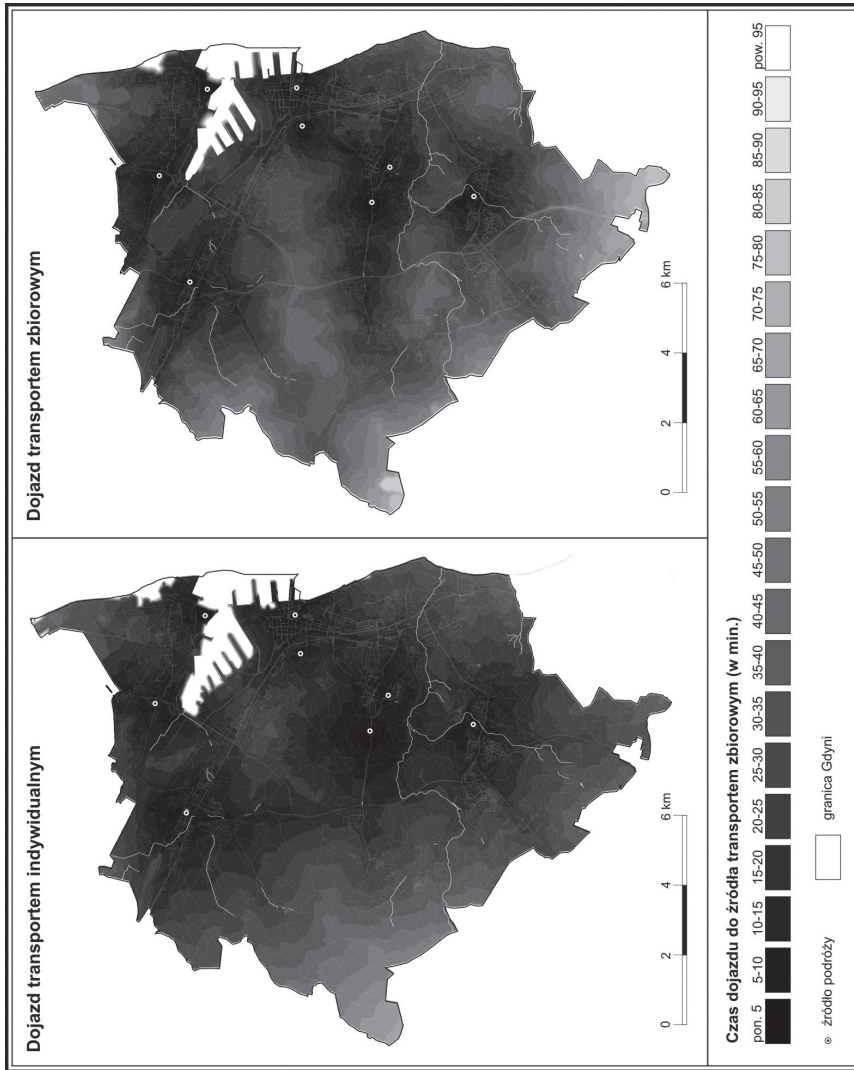 Dojazd transportem indywidualnym
0 2 4 6 km
Dojazd transportem zbiorowym
0 2 4 6 km
Czas dojazdu do źródła transportem zbiorowym (w min.)
pon. 5 5-10 10-15 15-20 20-25 25-30 30-35 35-40 40-45 45-50 50-55 55-60 60-65 65-70 70-75 75-80 80-85 85-90 90-95 pow. 95
źródło podróży granica Gdyni